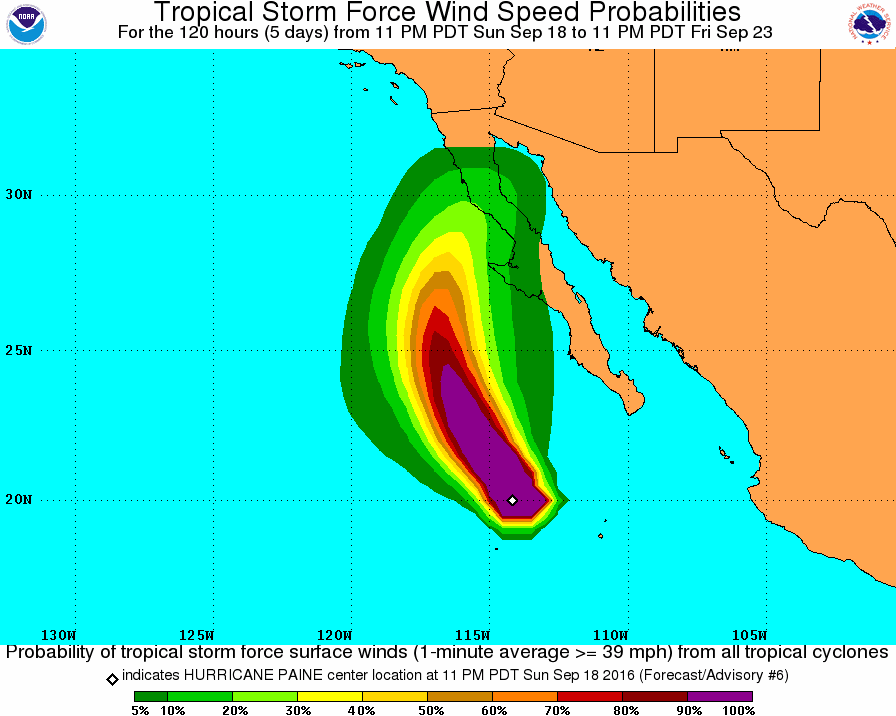 Tropical Storm Force Wind Speed Probabilities
For the 120 hours (5 days) from 11 PM PDT Sun Sep 18 to 11 PM PDT Fri Sep 23
NOAA
NATIONAL WEATHER SERVICE
30N
25N
20N
130W 125W 120W 115W 110W 105W
Probability of tropical storm force surface winds (1-minute average >= 39 mph) from all tropical cyclones
indicates HURRICANE PAINE center location at 11 PM PDT Sun Sep 18 2016 (Forecast/Advisory #6)
5% 10% 20% 30% 40% 50% 60% 70% 80% 90% 100%